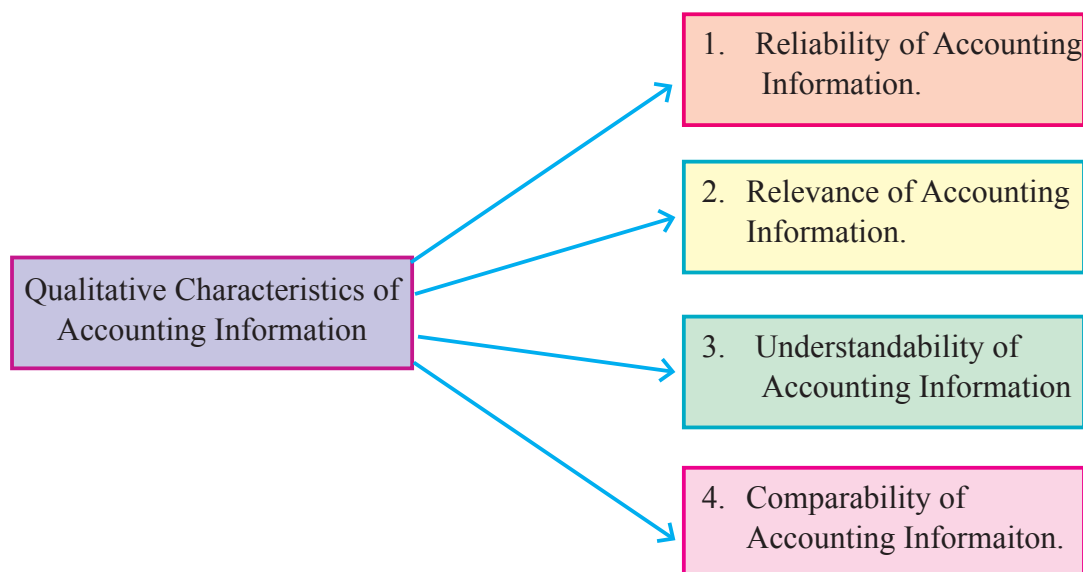 Qualitative Characteristics of
Accounting Information
1. Reliability of Accounting
Information.
2. Relevance of Accounting
Information.
3. Understandability of
Accounting Information
4. Comparability of
Accounting Informaiton.